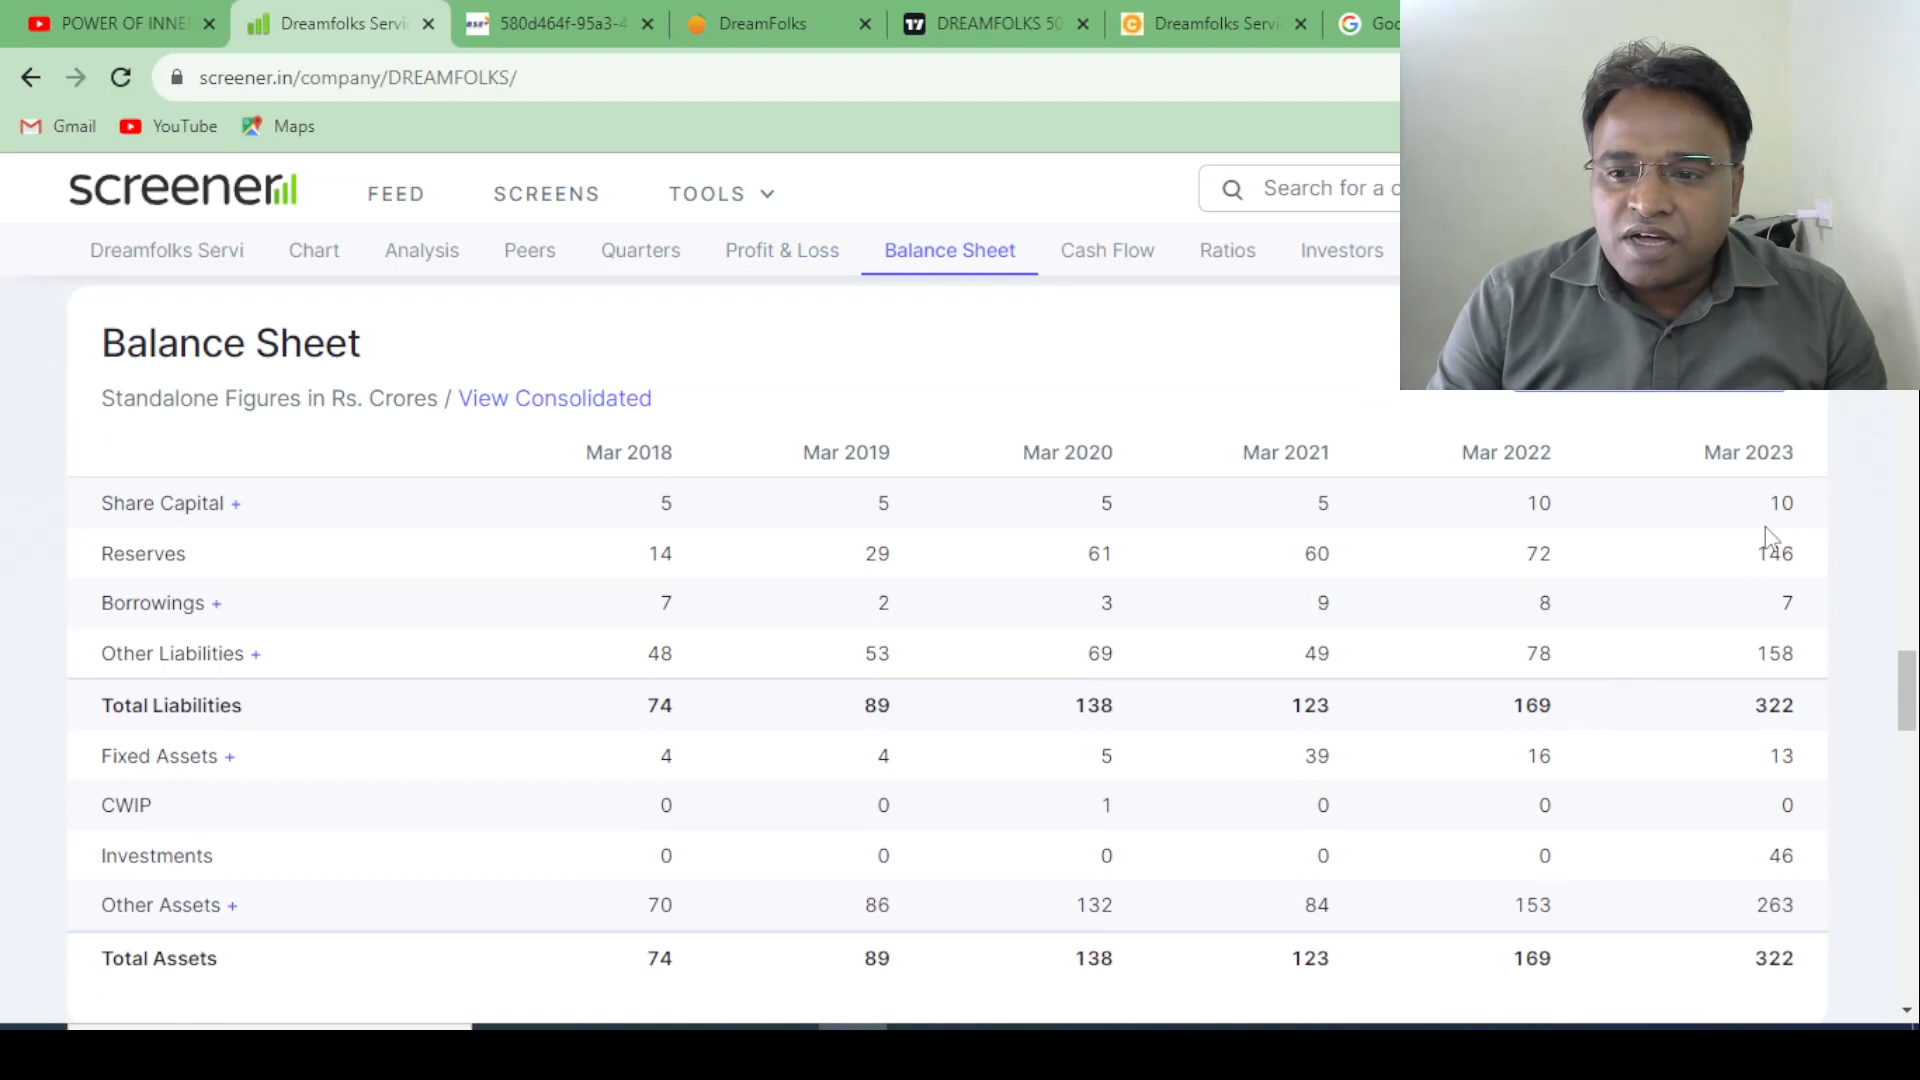 POWER OF INNE
Dreamfolks Servic
BSE 580d464f-95a3-4
DreamFolks
DREAMFOLKS 50
Dreamfolks Servi
Goo
screener.in/company/DREAMFOLKS/
Gmail YouTube Maps
screener FEED SCREENS TOOLS Search for a c
Dreamfolks Servi Chart Analysis Peers Quarters Profit & Loss Balance Sheet Cash Flow Ratios Investors
Balance Sheet
Standalone Figures in Rs. Crores / View Consolidated
Mar 2018 Mar 2019 Mar 2020 Mar 2021 Mar 2022 Mar 2023
Share Capital + 5 5 5 5 10 10
Reserves 14 29 61 60 72 146
Borrowings + 7 2 3 9 8 7
Other Liabilities + 48 53 69 49 78 158
Total Liabilities 74 89 138 123 169 322
Fixed Assets + 4 4 5 39 16 13
CWIP 0 0 1 0 0 0
Investments 0 0 0 0 0 46
Other Assets + 70 86 132 84 153 263
Total Assets 74 89 138 123 169 322